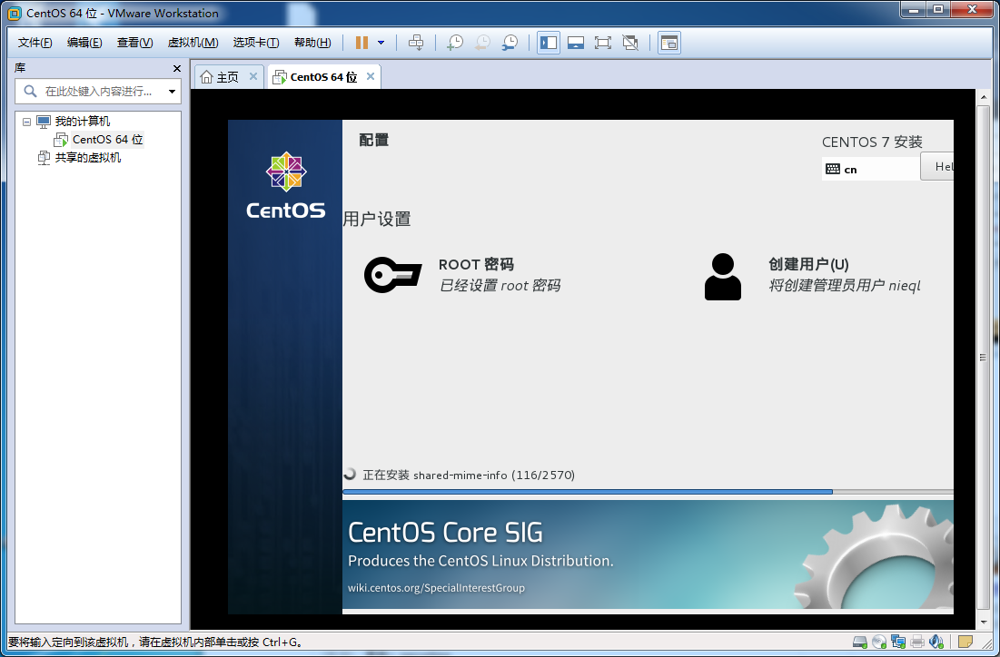 CentOS 64 位 - VMware Workstation
文件(F) 编辑(E) 查看(V) 虚拟机(M) 选项卡(T) 帮助(H)
库
在此处键入内容进行...
我的计算机
CentOS 64 位
共享的虚拟机
主页
CentOS 64 位
CentOS
配置
CENTOS 7 安装
cn
Hel
用户设置
ROOT 密码
已经设置 root 密码
创建用户(U)
将创建管理员用户 nieql
正在安装 shared-mime-info (116/2570)
CentOS Core SIG
Produces the CentOS Linux Distribution.
wiki.centos.org/SpecialInterestGroup
要将输入定向到该虚拟机，请在虚拟机内部单击或按 Ctrl+G。